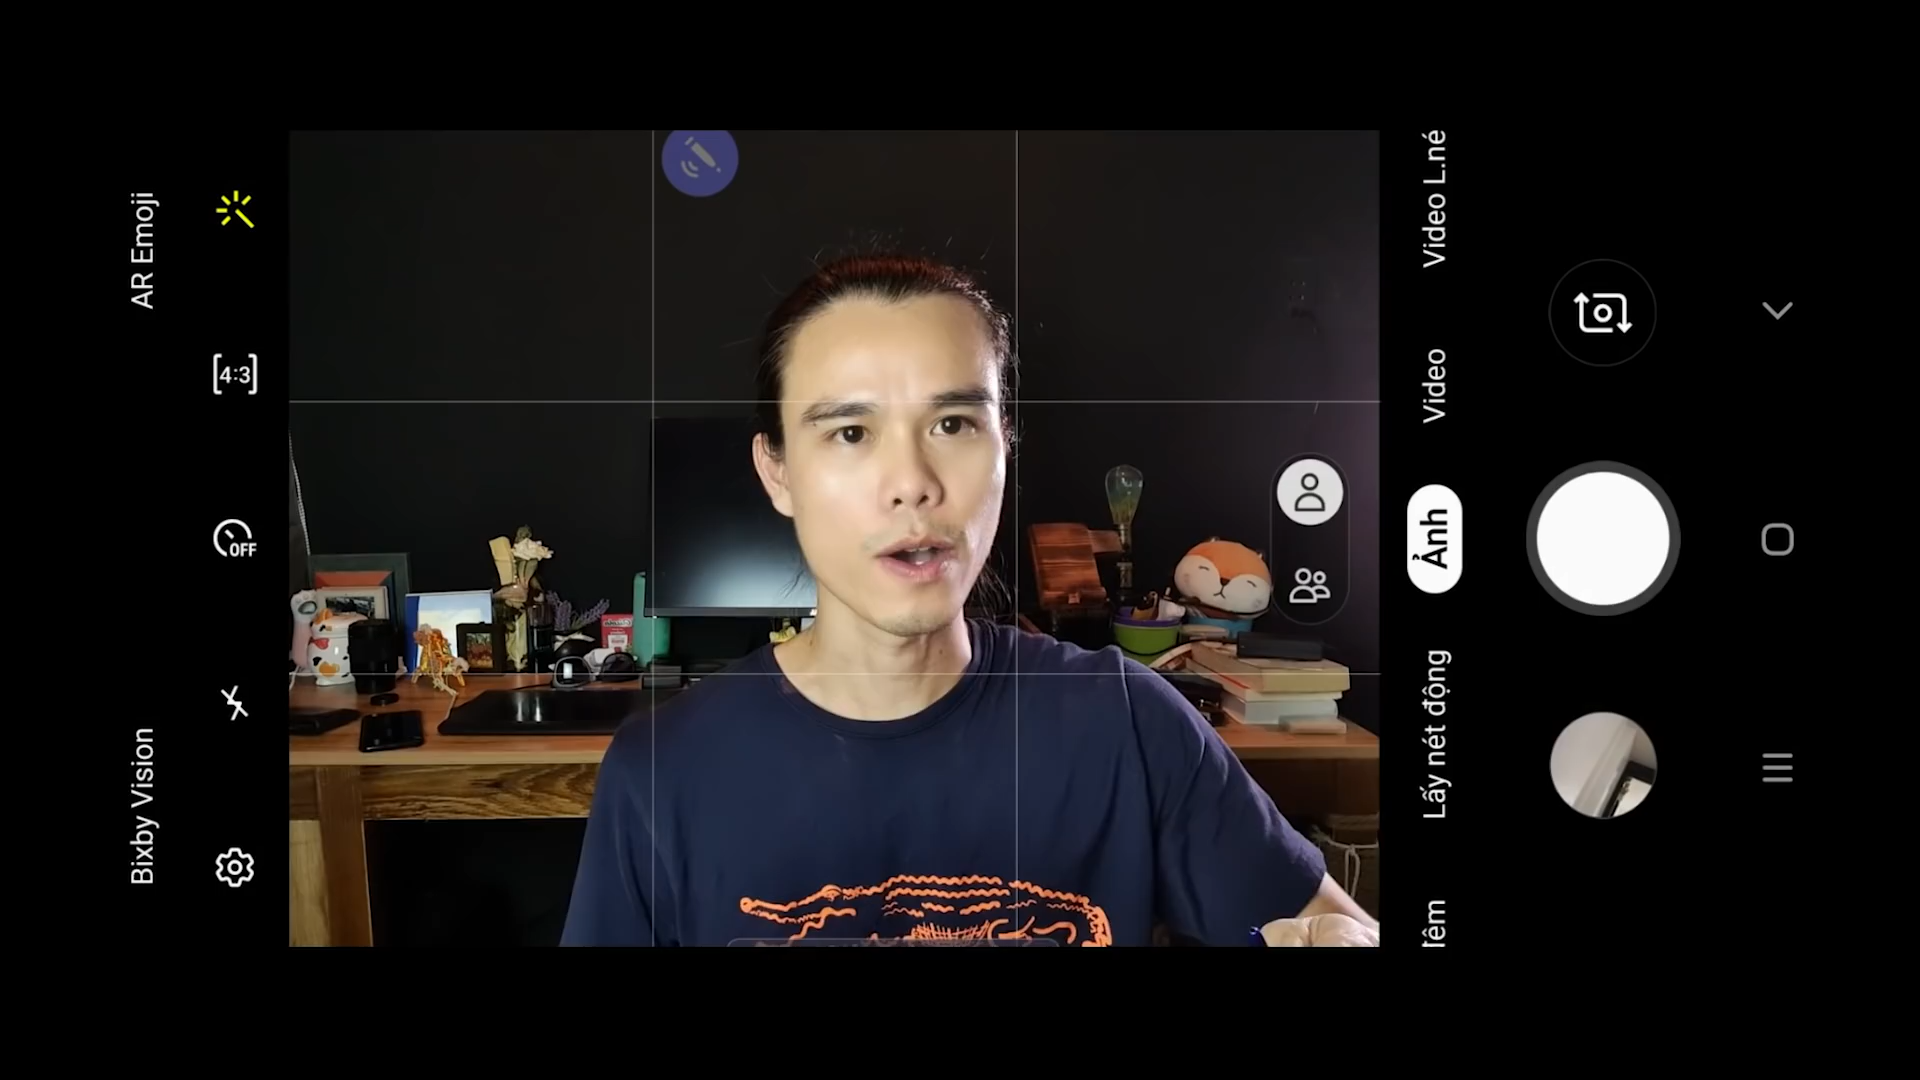 AR Emoji
Bixby Vision
4:3
OFF
Video L.né
Video
Ảnh
Lấy nét động